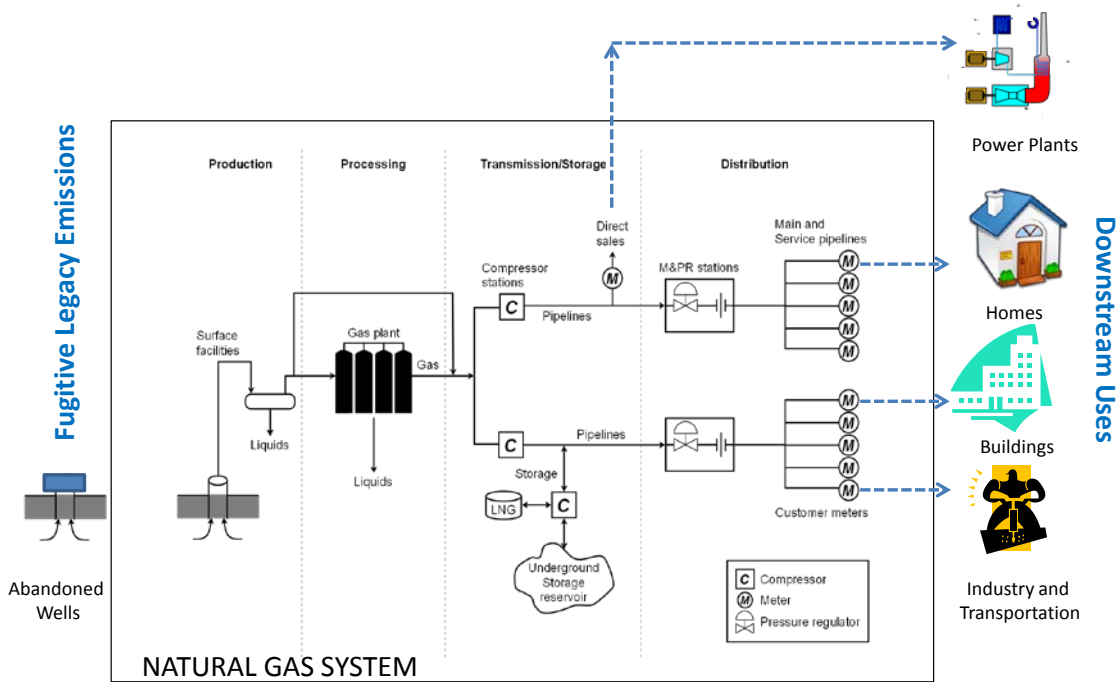 Power Plants
Fugitive Legacy Emissions
Production
Processing
Transmission/Storage
Distribution
Direct
sales
M
Main and
Service pipelines
M
M
M
M
M
Compressor
stations
C
Pipelines
M&PR stations
Homes
Downstream Uses
Surface
facilities
Gas plant
Gas
Liquids
Liquids
C
Pipelines
M
M
M
M
M
Customer meters
Buildings
Storage
LNG
C
Underground
Storage
reservoir
C Compressor
M Meter
Pressure regulator
Abandoned
Wells
Industry and
Transportation
NATURAL GAS SYSTEM